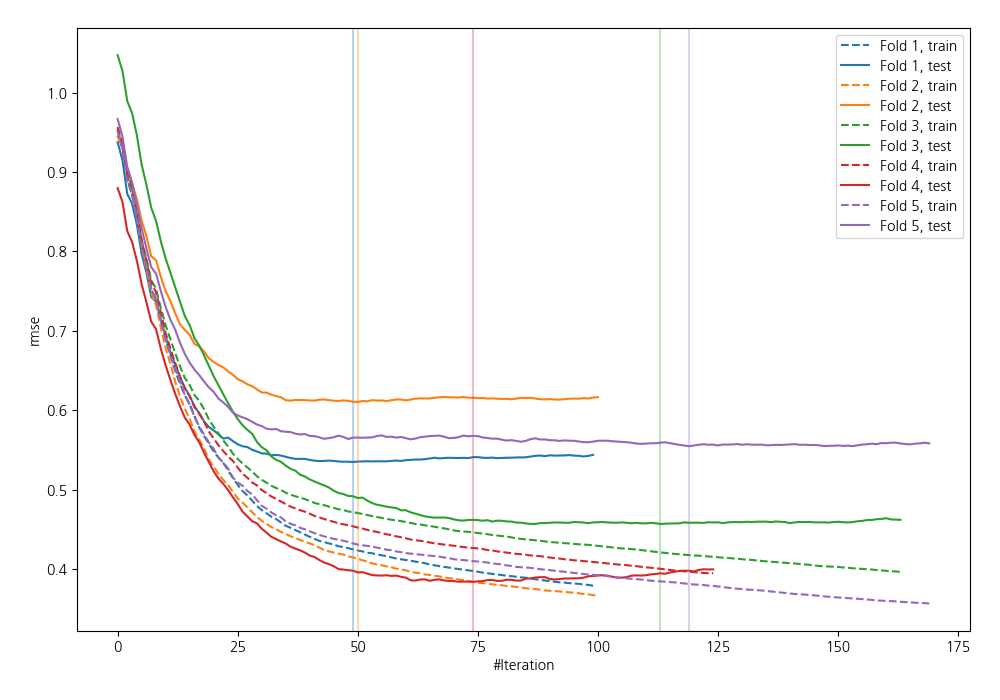 1.0
0.9
0.8
0.7
0.6
0.5
0.4
rmse
0
25
50
75
100
125
150
175
#Iteration
Fold 1, train
Fold 1, test
Fold 2, train
Fold 2, test
Fold 3, train
Fold 3, test
Fold 4, train
Fold 4, test
Fold 5, train
Fold 5, test